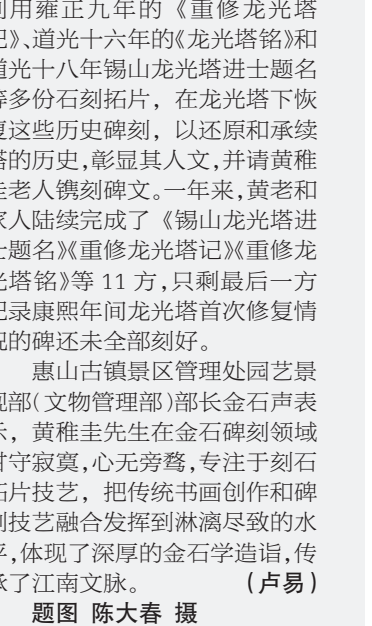 利用雍正九年的《重修龙光塔
记》、道光十六年的《龙光塔铭》和
道光十八年锡山龙光塔进士题名
等多份石刻拓片，在龙光塔下恢
复这些历史碑刻，以还原和承续
塔的历史，彰显其人文，并请黄稚
圭老人镌刻碑文。一年来，黄老和
家人陆续完成了《锡山龙光塔进
士题名》《重修龙光塔记》《重修龙
光塔铭》等 11 方，只剩最后一方
记录康熙年间龙光塔首次修复情
况的碑还未全部刻好。
惠山古镇景区管理处园艺景
观部（文物管理部）部长金石声表
示，黄稚圭先生在金石碑刻领域
甘守寂寞，心无旁骛，专注于刻石
拓片技艺，把传统书画创作和碑
刻技艺融合发挥到淋漓尽致的水
平，体现了深厚的金石学造诣，传
承了江南文脉。 （卢易）
题图 陈大春 摄